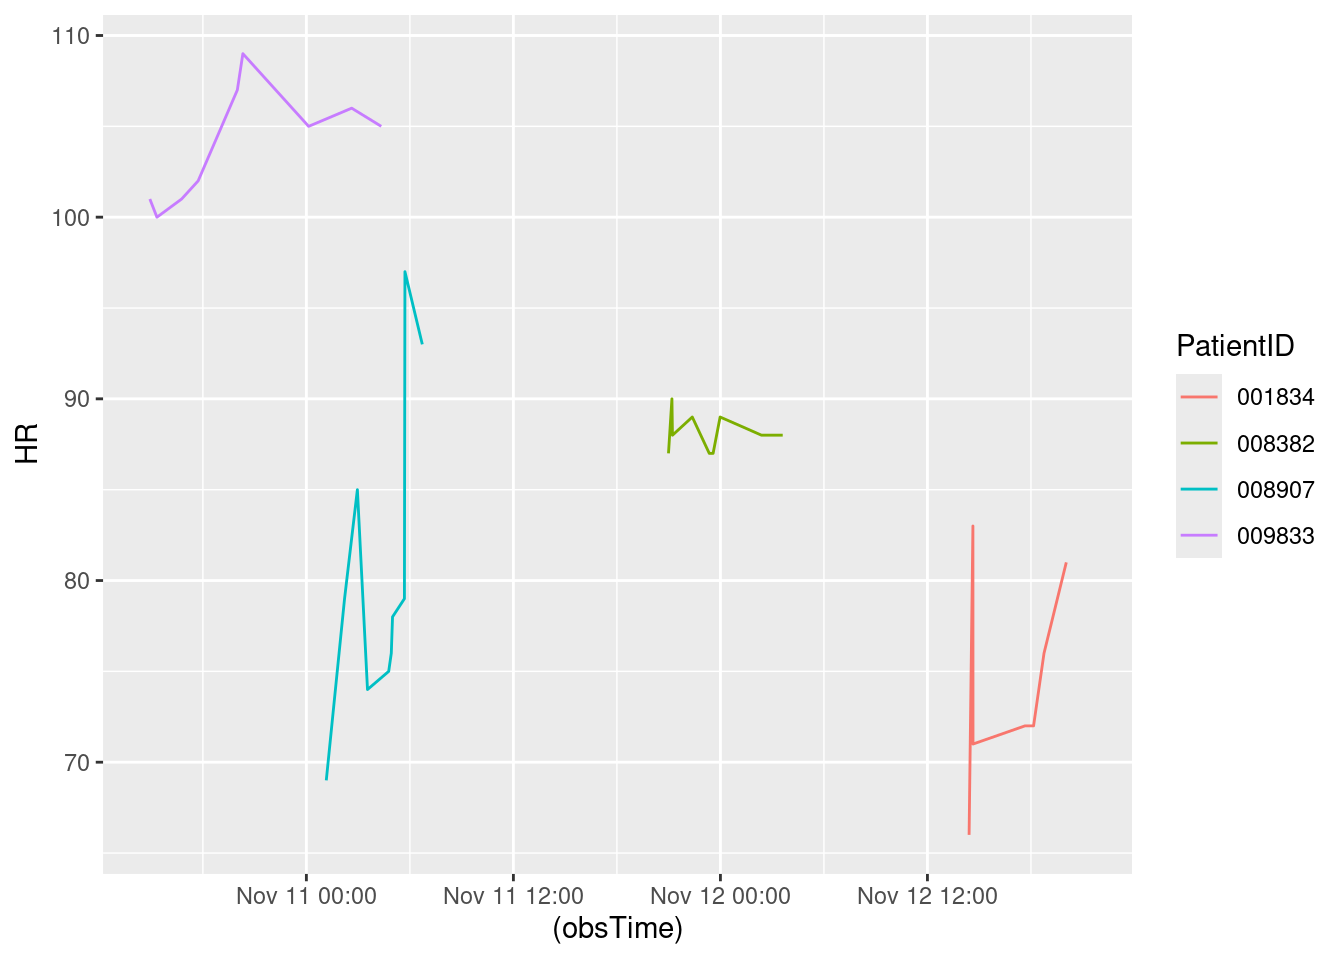 110
100
90
80
70
HR
Nov 11 00:00
Nov 11 12:00
Nov 12 00:00
Nov 12 12:00
(obsTime)
PatientID
001834
008382
008907
009833